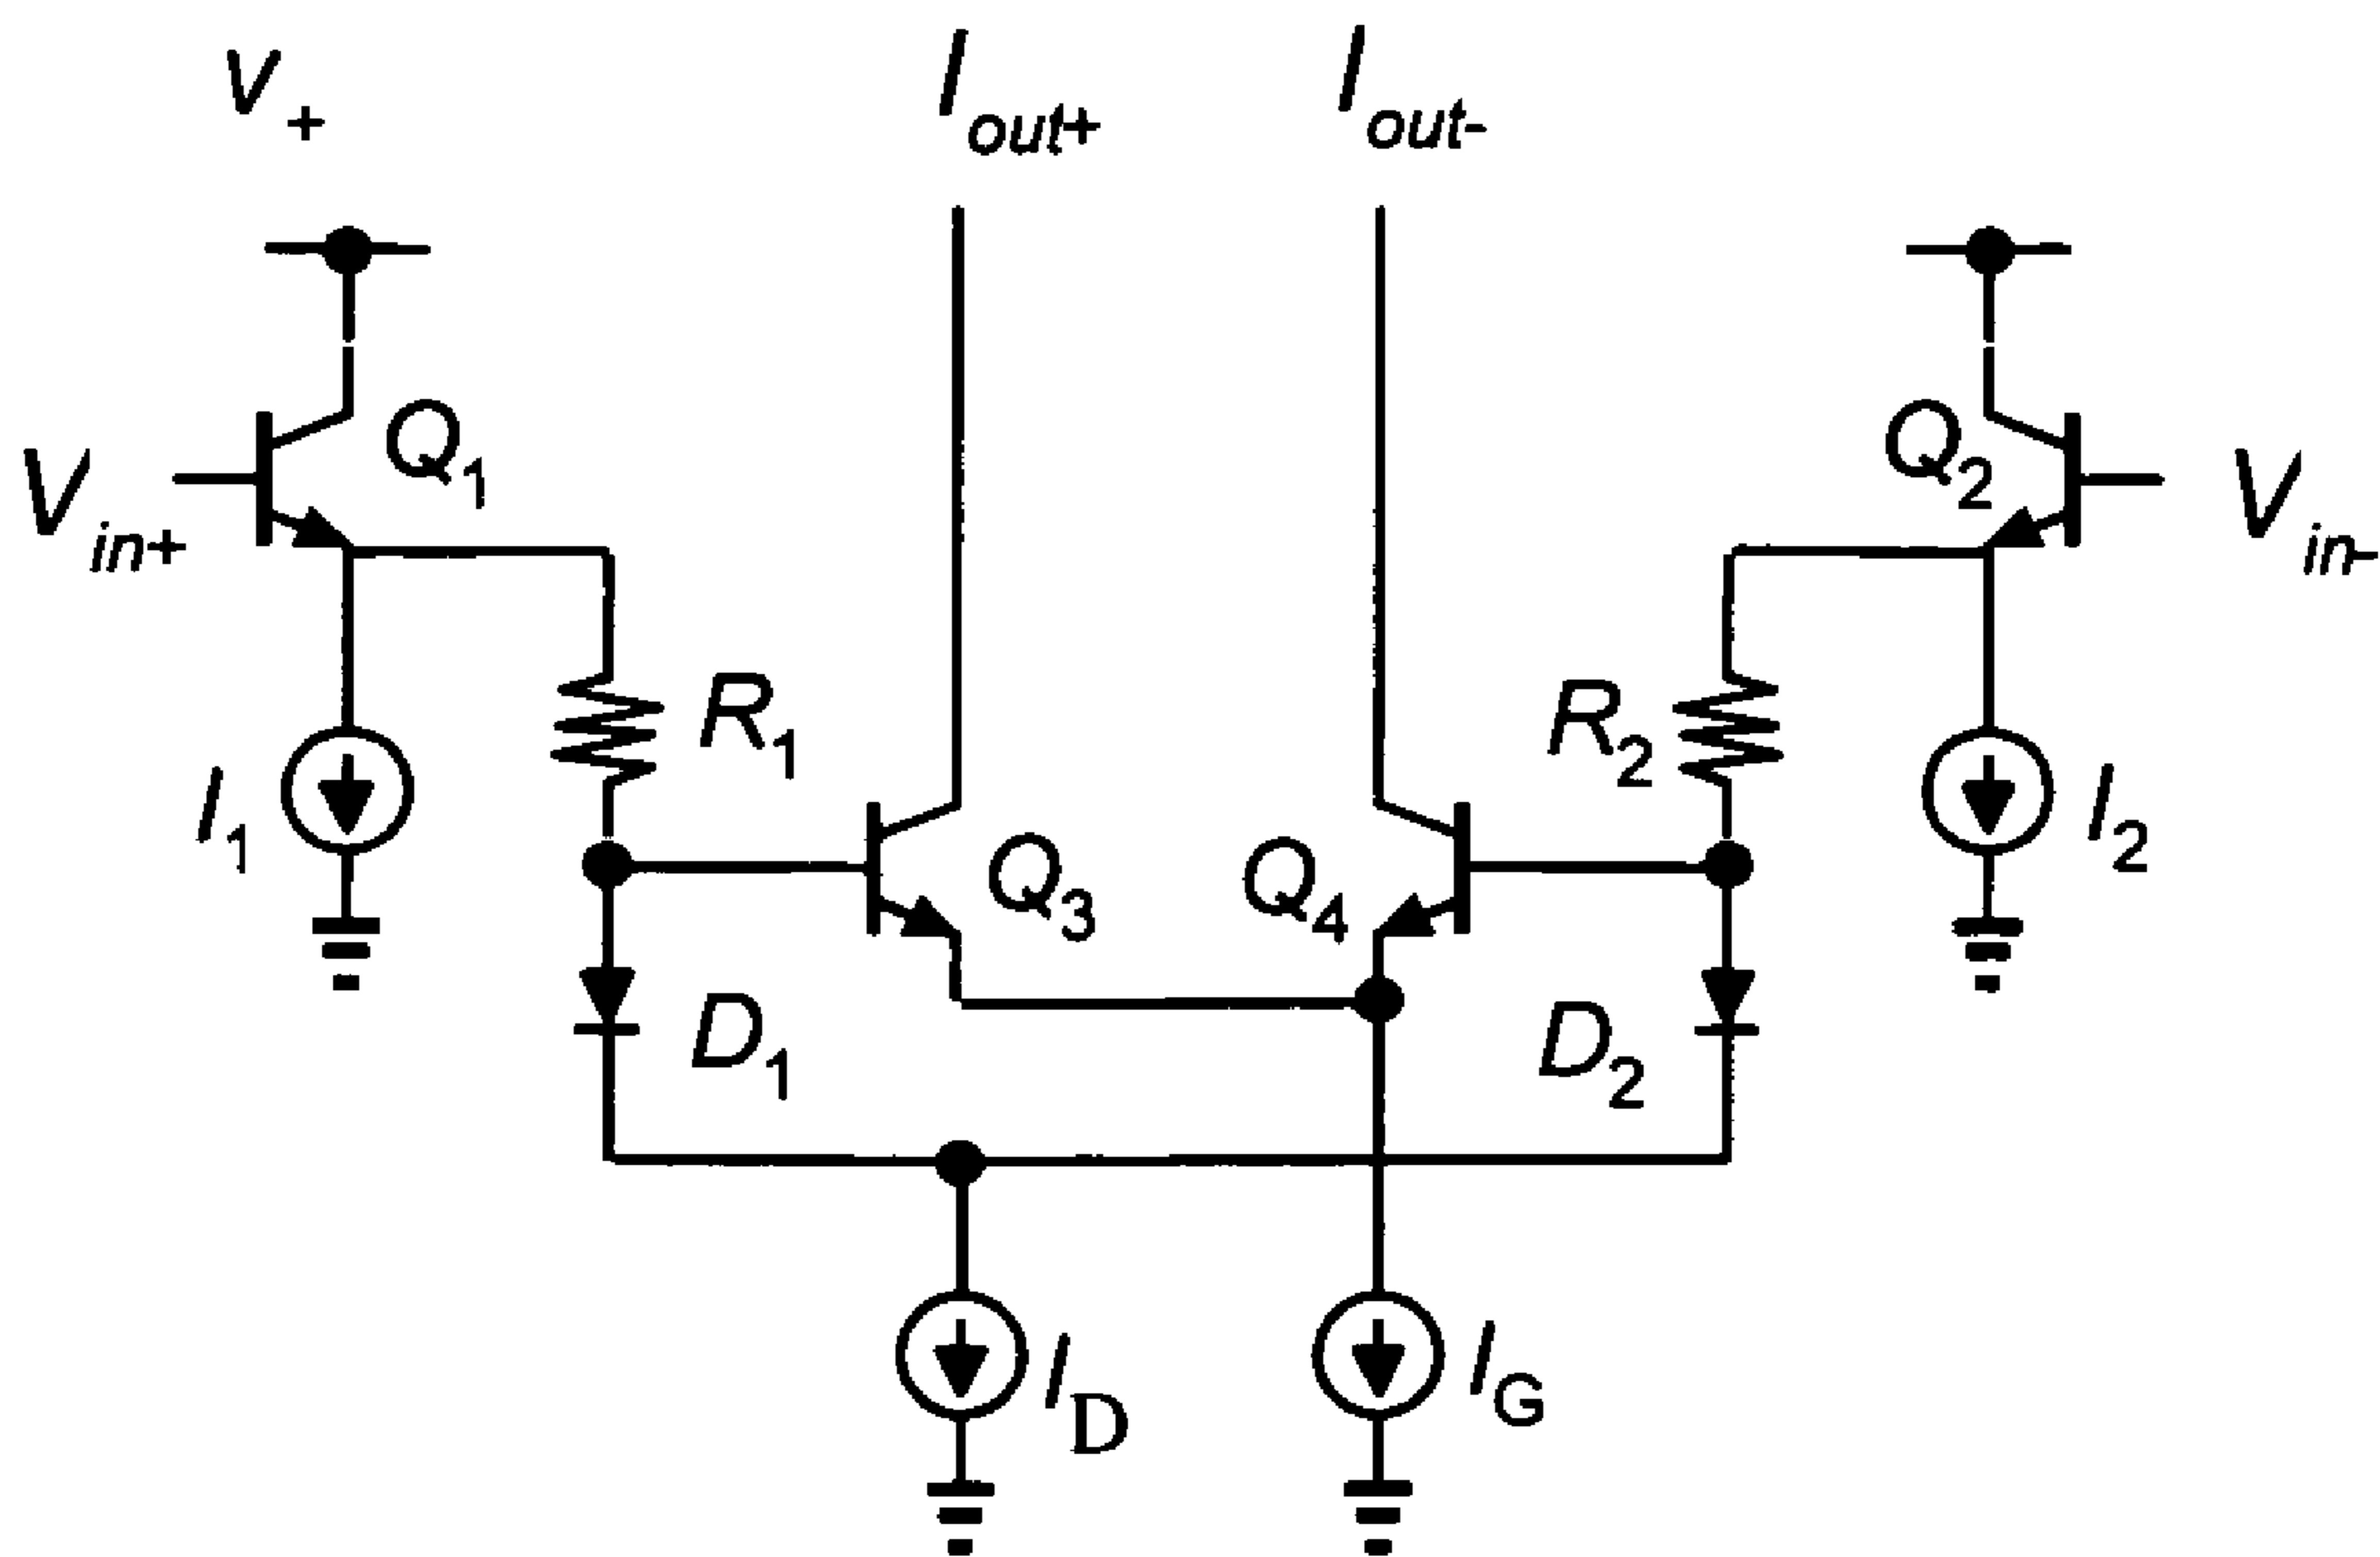 V+
Iout+
Iout-
Q1
Q2
Vin+
Vin-
R1
R2
I1
I2
Q3
Q4
D1
D2
ID
IG